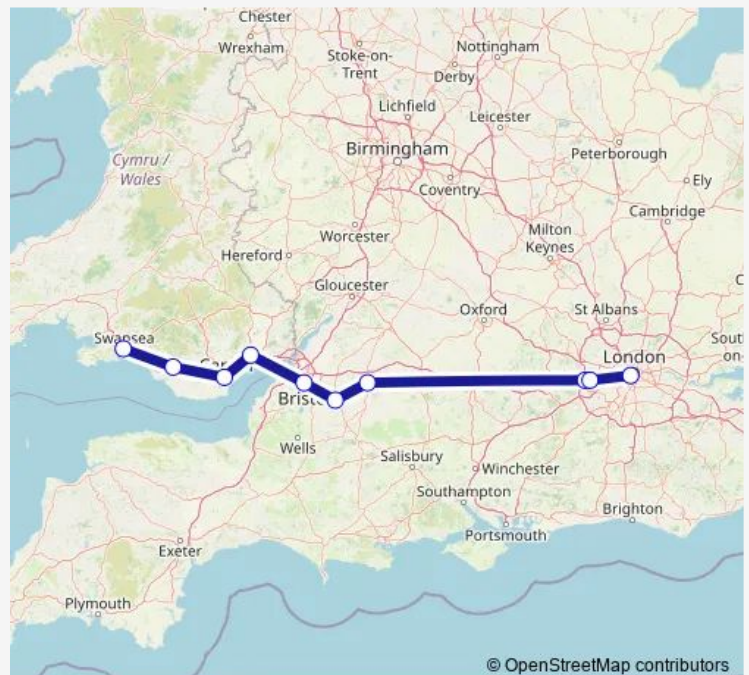 Chester
Wrexham
Stoke-on-
Trent
Nottingham
Derby
Lichfield
Leicester
Birmingham
Peterborough
Cymru /
Wales
Coventry
Ely
Cambridge
Worcester
Milton
Keynes
Hereford
Gloucester
Oxford
St Albans
Swansea
London
Wells
Salisbury
Winchester
Southampton
Portsmouth
Brighton
Exeter
Plymouth
© OpenStreetMap contributors